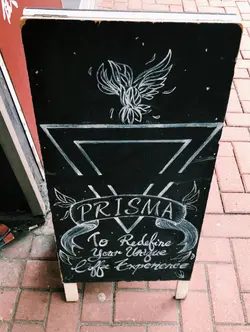 PRISMA
To Redefine
Your Unique
Coffee Experience